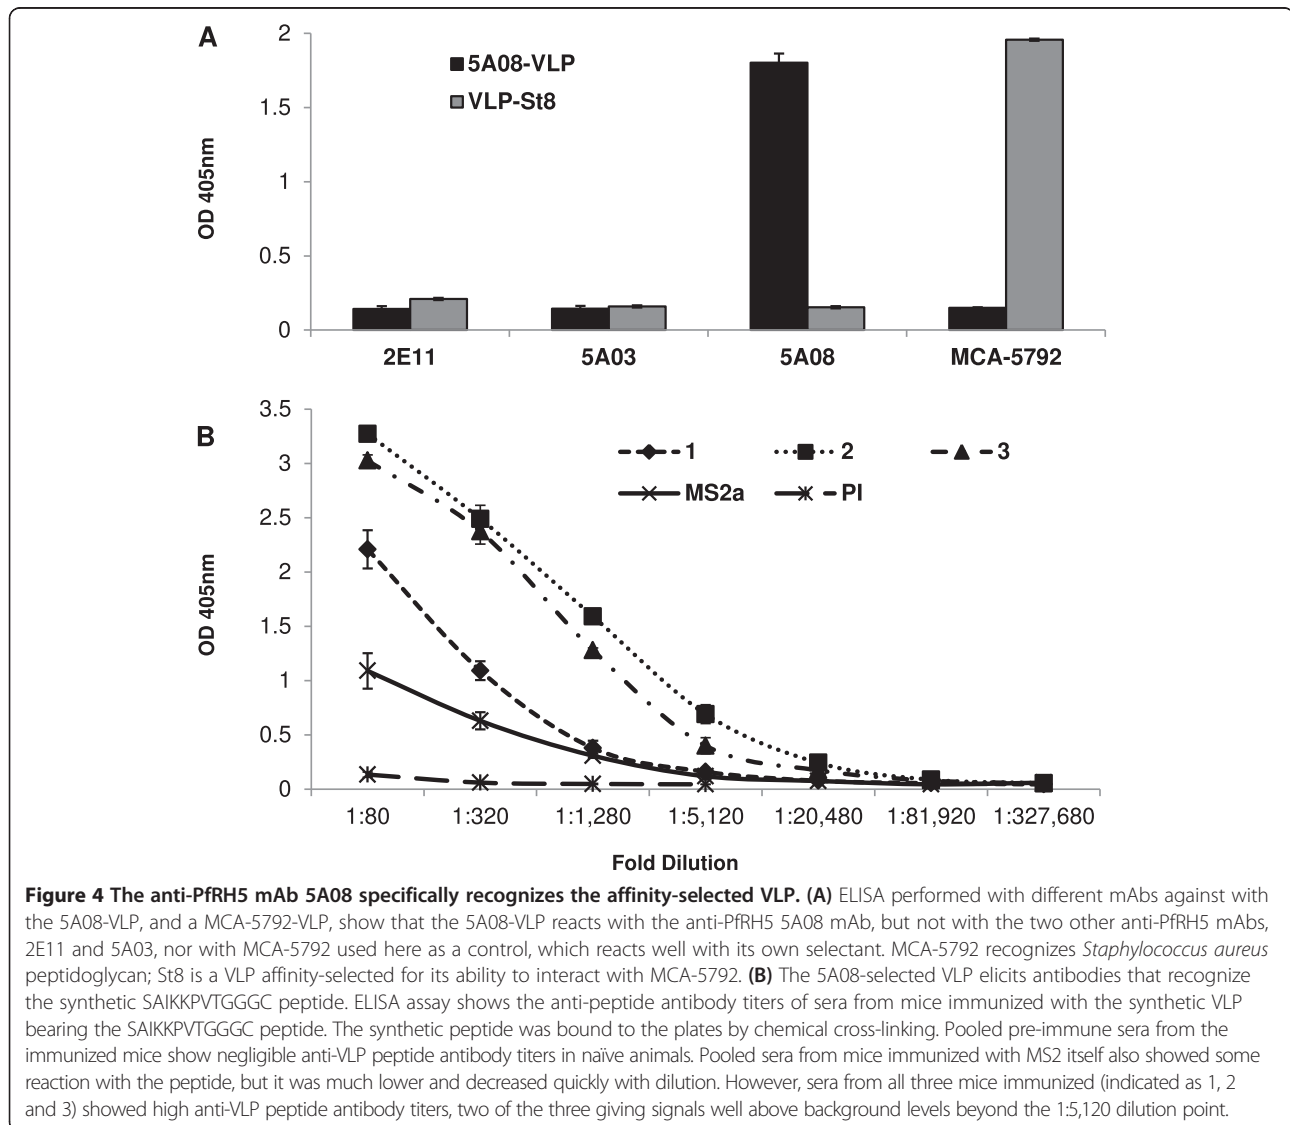 A
2
1.5
1
0.5
0
OD 405nm
5A08-VLP
VLP-St8
2E11 5A03 5A08 MCA-5792
B
3.5
3
2.5
2
1.5
1
0.5
0
OD 405nm
1 2 3
MS2a PI
1:80 1:320 1:1,280 1:5,120 1:20,480 1:81,920 1:327,680
Fold Dilution
Figure 4 The anti-PfRH5 mAb 5A08 specifically recognizes the affinity-selected VLP. (A) ELISA performed with different mAbs against with
the 5A08-VLP, and a MCA-5792-VLP, show that the 5A08-VLP reacts with the anti-PfRH5 5A08 mAb, but not with the two other anti-PfRH5 mAbs,
2E11 and 5A03, nor with MCA-5792 used here as a control, which reacts well with its own selectant. MCA-5792 recognizes Staphylococcus aureus
peptidoglycan; St8 is a VLP affinity-selected for its ability to interact with MCA-5792. (B) The 5A08-selected VLP elicits antibodies that recognize
the synthetic SAIKKPVTGGGC peptide. ELISA assay shows the anti-peptide antibody titers of sera from mice immunized with the synthetic VLP
bearing the SAIKKPVTGGGC peptide. The synthetic peptide was bound to the plates by chemical cross-linking. Pooled pre-immune sera from the
immunized mice show negligible anti-VLP peptide antibody titers in naïve animals. Pooled sera from mice immunized with MS2 itself also showed some
reaction with the peptide, but it was much lower and decreased quickly with dilution. However, sera from all three mice immunized (indicated as 1, 2
and 3) showed high anti-VLP peptide antibody titers, two of the three giving signals well above background levels beyond the 1:5,120 dilution point.